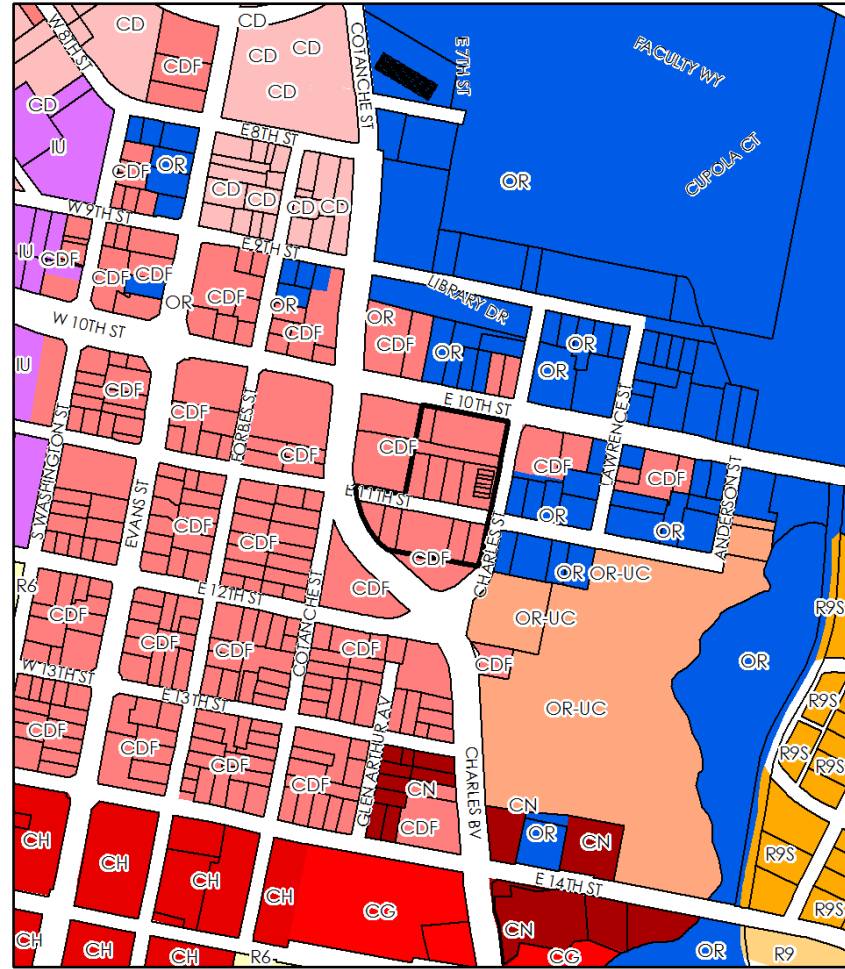 CD
CD
W 8TH ST
CDF
CD
CD
CD
COTANCHE ST
E 7TH ST
FACULTY WY
CUPOLA CT
CD
IU
E 8TH ST
CDF
OR
CD
CD
CD
CD
OR
W 9TH ST
E 9TH ST
IU
CDF
CDF
CDF
OR
CDF
OR
CDF
LIBRARY DR
OR
CDF
W 10TH ST
OR
OR
OR
IU
CDF
CDF
FORBES ST
CDF
E 10TH ST
CDF
LAWRENCE ST
CDF
CDF
S WASHINGTON ST
EVANS ST
CDF
CDF
E 11TH ST
OR
OR
ANDERSON ST
CDF
CHARLES ST
CDF
OR
OR-UC
R6
CDF
E 12TH ST
COTANCHE ST
OR-UC
R9S
CDF
CDF
CDF
CDF
OR
W 13TH ST
E 13TH ST
OR-UC
R9S
CDF
CDF
CDF
CDF
GLEN ARTHUR AV
CHARLES BV
R9S
CN
CDF
CN
OR
CN
CH
CH
CH
CH
CG
E 14TH ST
R9S
R9S
CN
CH
CH
CH
R6
CG
OR
R9